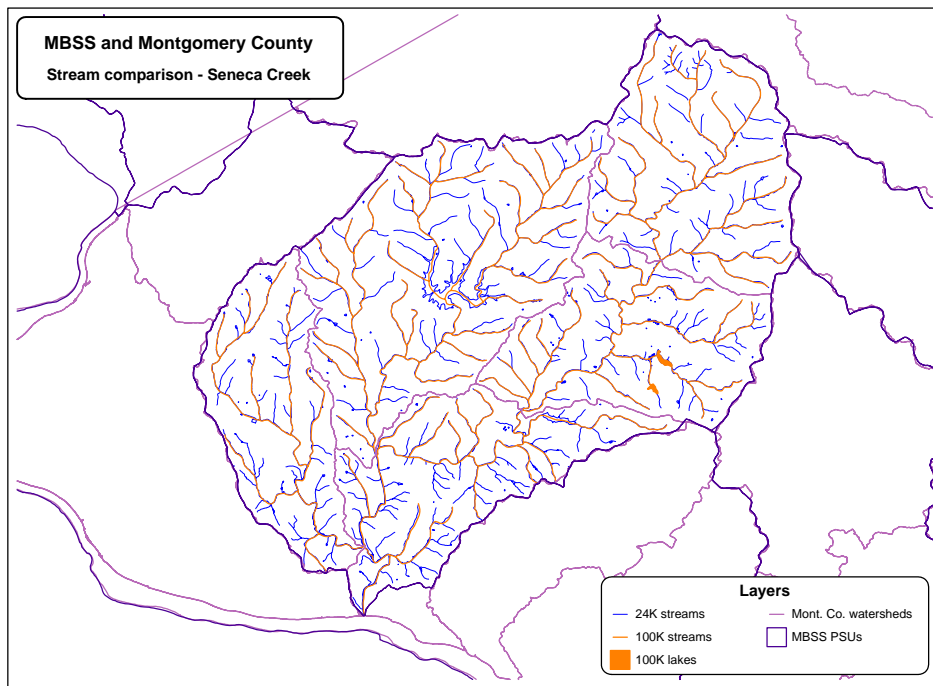 MBSS and Montgomery County
Stream comparison - Seneca Creek
Layers
24K streams
100K streams
100K lakes
Mont. Co. watersheds
MBSS PSUs